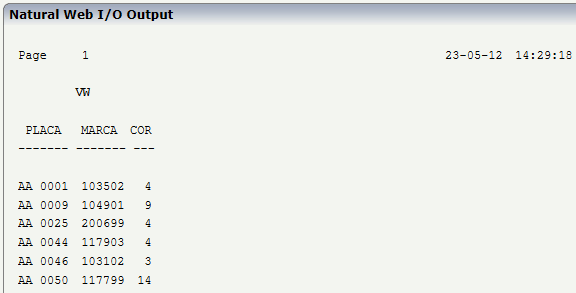 Natural Web I/O Output
Page 1 23-05-12 14:29:18
VW
PLACA MARCA COR
------- ------- ---
AA 0001 103502 4
AA 0009 104901 9
AA 0025 200699 4
AA 0044 117903 4
AA 0046 103102 3
AA 0050 117799 14